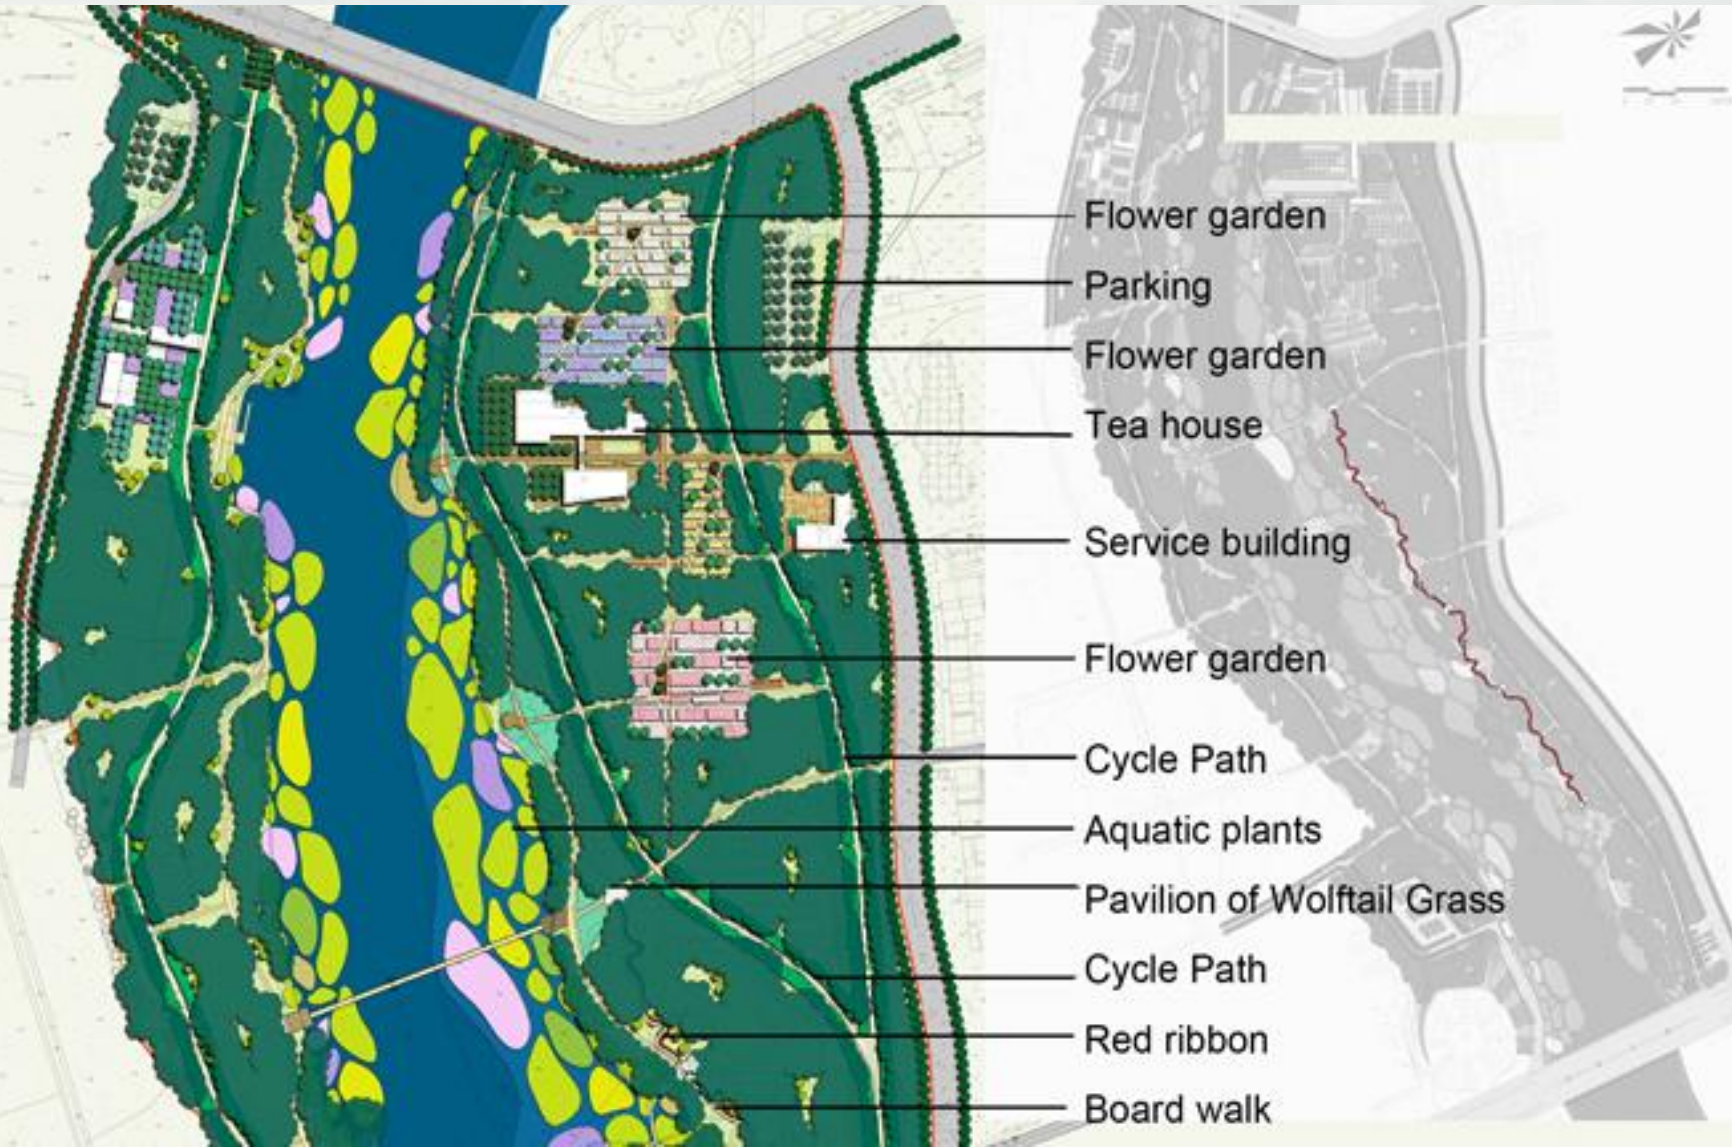 Flower garden
Parking
Flower garden
Tea house
Service building
Flower garden
Cycle Path
Aquatic plants
Pavilion of Wolftail Grass
Cycle Path
Red ribbon
Board walk